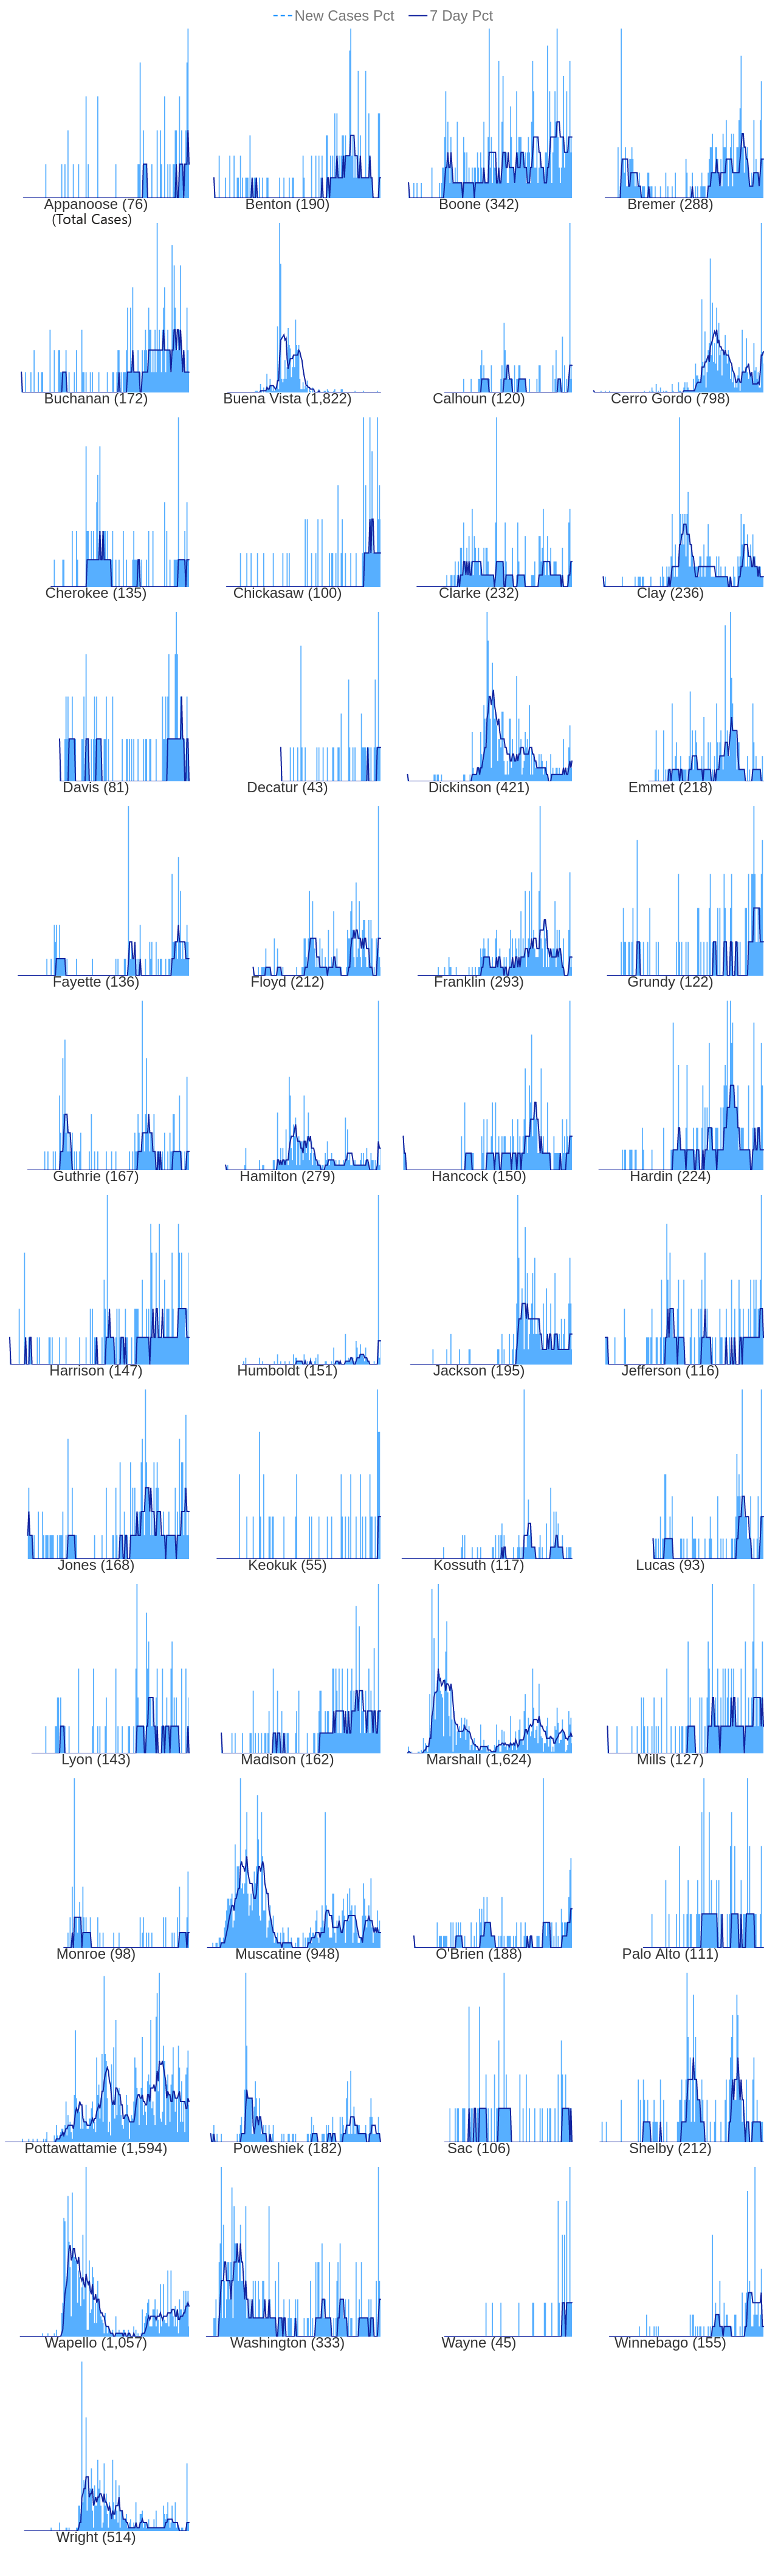 New Cases Pct 7 Day Pct
Appanoose (76) Benton (190) Boone (342) Bremer (288)
(Total Cases)
Buchanan (172) Buena Vista (1,822) Calhoun (120) Cerro Gordo (798)
Cherokee (135) Chickasaw (100) Clarke (232) Clay (236)
Davis (81) Decatur (43) Dickinson (421) Emmet (218)
Fayette (136) Floyd (212) Franklin (293) Grundy (122)
Guthrie (167) Hamilton (279) Hancock (150) Hardin (224)
Harrison (147) Humboldt (151) Jackson (195) Jefferson (116)
Jones (168) Keokuk (55) Kossuth (117) Lucas (93)
Lyon (143) Madison (162) Marshall (1,624) Mills (127)
Monroe (98) Muscatine (948) O'Brien (188) Palo Alto (111)
Pottawattamie (1,594) Poweshiek (182) Sac (106) Shelby (212)
Wapello (1,057) Washington (333) Wayne (45) Winnebago (155)
Wright (514)